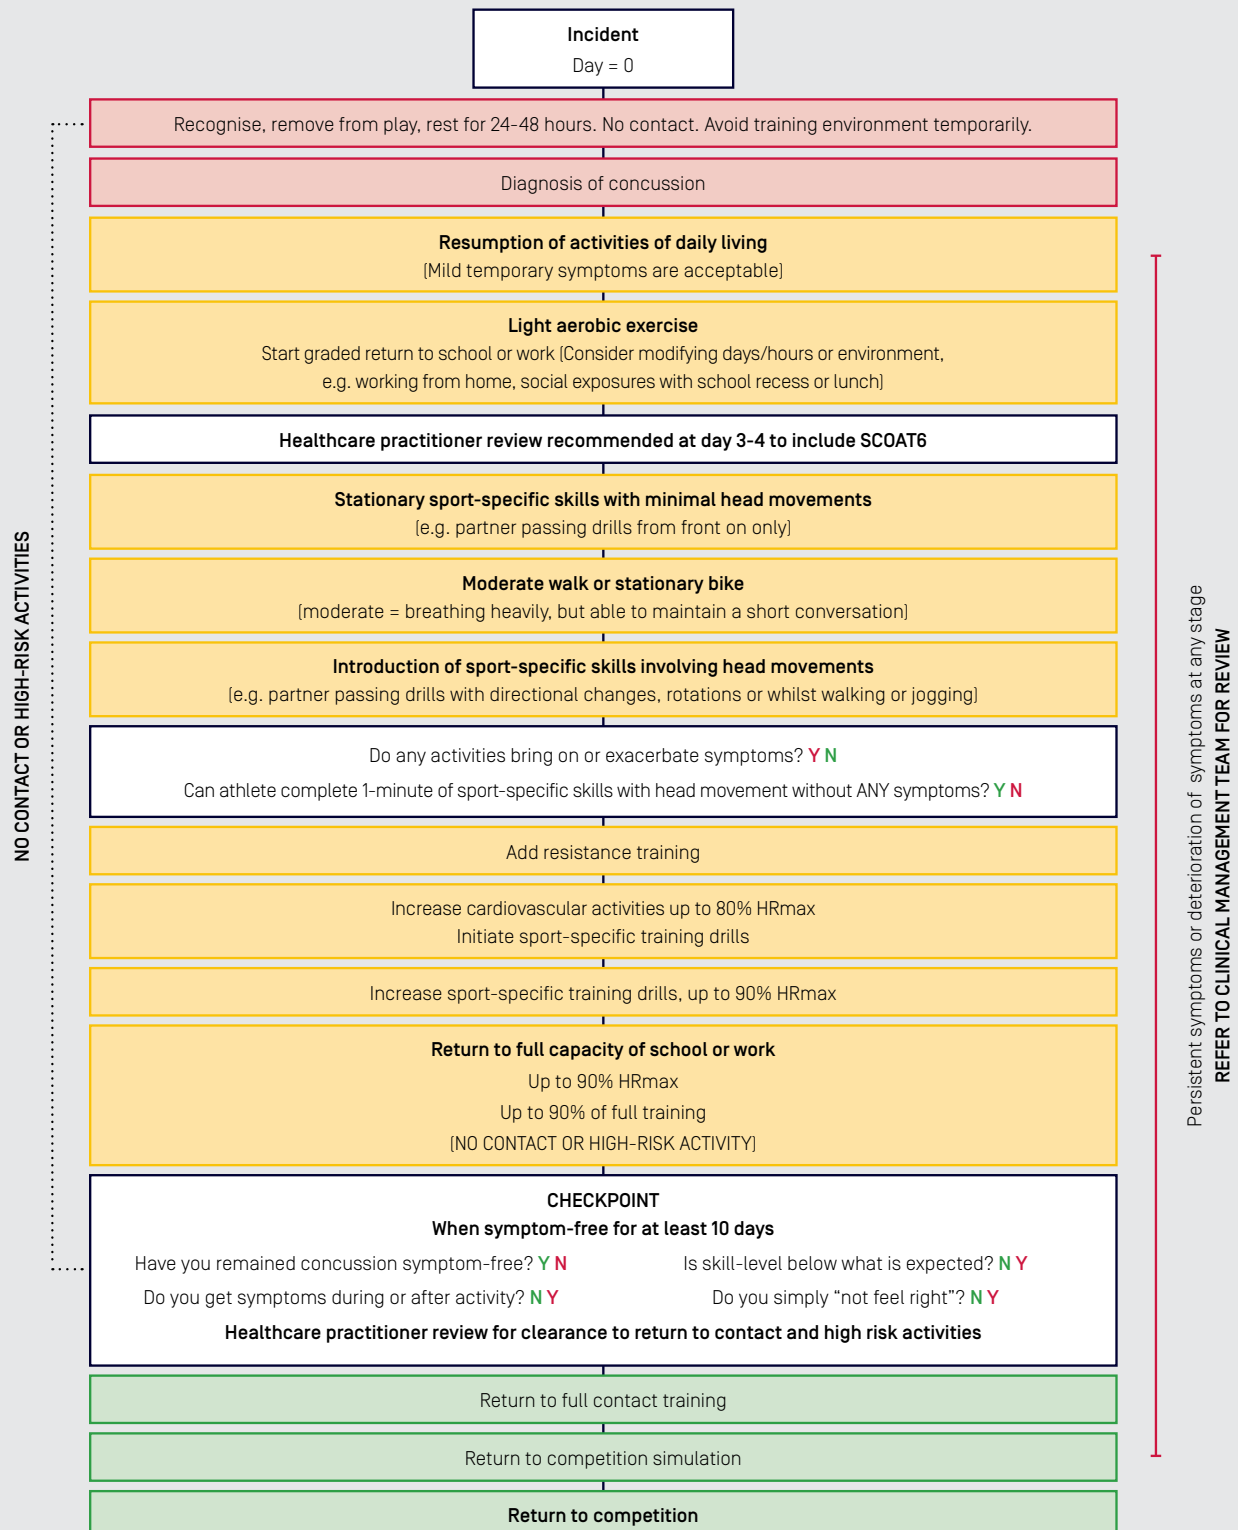 Incident
Day = 0
Recognise, remove from play, rest for 24-48 hours. No contact. Avoid training environment temporarily.
Diagnosis of concussion
Resumption of activities of daily living
(Mild temporary symptoms are acceptable)
Light aerobic exercise
Start graded return to school or work (Consider modifying days/hours or environment,
e.g. working from home, social exposures with school recess or lunch)
Healthcare practitioner review recommended at day 3-4 to include SCOAT6
Stationary sport-specific skills with minimal head movements
(e.g. partner passing drills from front on only)
Moderate walk or stationary bike
(moderate = breathing heavily, but able to maintain a short conversation)
Introduction of sport-specific skills involving head movements
(e.g. partner passing drills with directional changes, rotations or whilst walking or jogging)
Do any activities bring on or exacerbate symptoms? Y N
Can athlete complete 1-minute of sport-specific skills with head movement without ANY symptoms? Y N
Add resistance training
Increase cardiovascular activities up to 80% HRmax
Initiate sport-specific training drills
Increase sport-specific training drills, up to 90% HRmax
Return to full capacity of school or work
Up to 90% HRmax
Up to 90% of full training
(NO CONTACT OR HIGH-RISK ACTIVITY)
CHECKPOINT
When symptom-free for at least 10 days
Have you remained concussion symptom-free? Y N
Is skill-level below what is expected? N Y
Do you get symptoms during or after activity? N Y
Do you simply "not feel right"? N Y
Healthcare practitioner review for clearance to return to contact and high risk activities
Return to full contact training
Return to competition simulation
Return to competition
NO CONTACT OR HIGH-RISK ACTIVITIES
Persistent symptoms or deterioration of symptoms at any stage
REFER TO CLINICAL MANAGEMENT TEAM FOR REVIEW